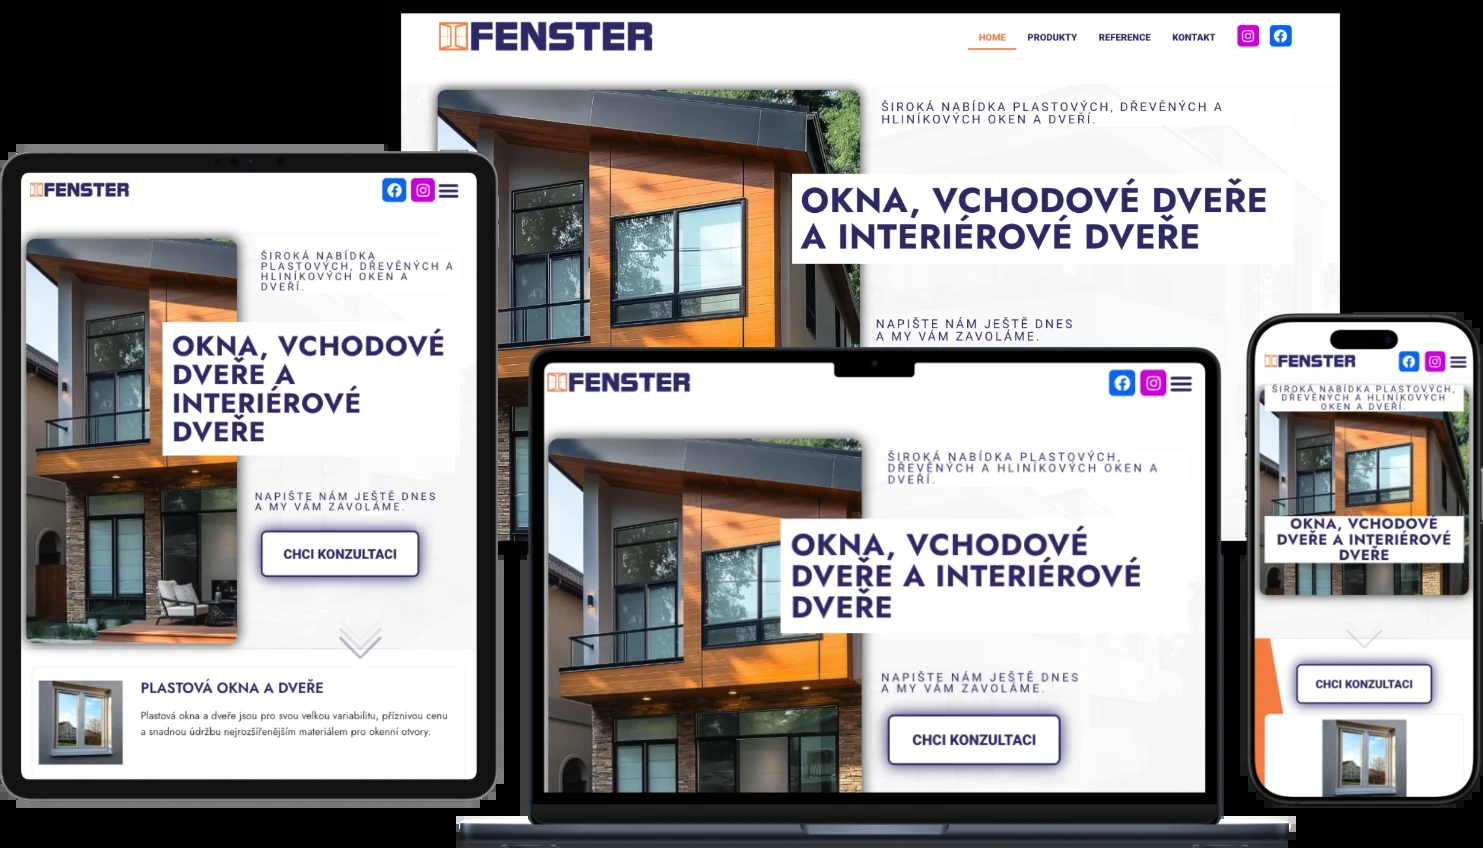 FENSTER
HOME PRODUKTY REFERENCE KONTAKT
ŠIROKÁ NABÍDKA PLASTOVÝCH, DŘEVĚNÝCH A
HLINÍKOVÝCH OKEN A DVEŘÍ.
OKNA, VCHODOVÉ DVEŘE
A INTERIÉROVÉ DVEŘE
NAPIŠTE NÁM JEŠTĚ DNES
A MY VÁM ZAVOLÁME.
FENSTER
ŠIROKÁ NABÍDKA
PLASTOVÝCH, DŘEVĚNÝCH A
HLINÍKOVÝCH OKEN A
DVEŘÍ.
OKNA, VCHODOVÉ
DVEŘE A
INTERIÉROVÉ
DVEŘE
NAPIŠTE NÁM JEŠTĚ DNES
A MY VÁM ZAVOLÁME.
CHCI KONZULTACI
PLASTOVÁ OKNA A DVEŘE
Plastová okna a dveře jsou pro svou velkou variabilitu, příznivou cenu
a snadnou údržbu nejrozšířenějším materiálem pro okenní otvory.
FENSTER
ŠIROKÁ NABÍDKA PLASTOVÝCH,
DŘEVĚNÝCH A HLINÍKOVÝCH OKEN A
DVEŘÍ.
OKNA, VCHODOVÉ
DVEŘE A INTERIÉROVÉ
DVEŘE
NAPIŠTE NÁM JEŠTĚ DNES
A MY VÁM ZAVOLÁME.
CHCI KONZULTACI
FENSTER
ŠIROKÁ NABÍDKA PLASTOVÝCH,
DŘEVĚNÝCH A HLINÍKOVÝCH
OKEN A DVEŘÍ.
OKNA, VCHODOVÉ
DVEŘE A INTERIÉROVÉ
DVEŘE
CHCI KONZULTACI